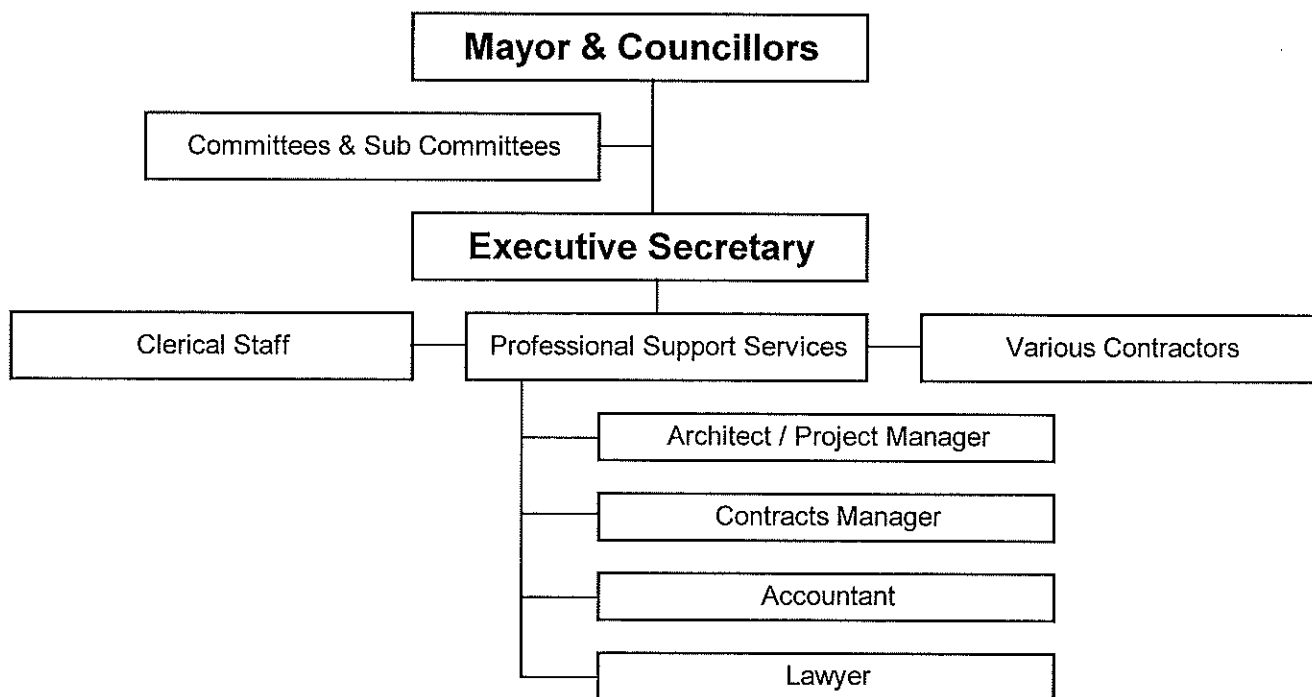 Mayor & Councillors
Committees & Sub Committees
Executive Secretary
Clerical Staff
Professional Support Services
Various Contractors
Architect / Project Manager
Contracts Manager
Accountant
Lawyer